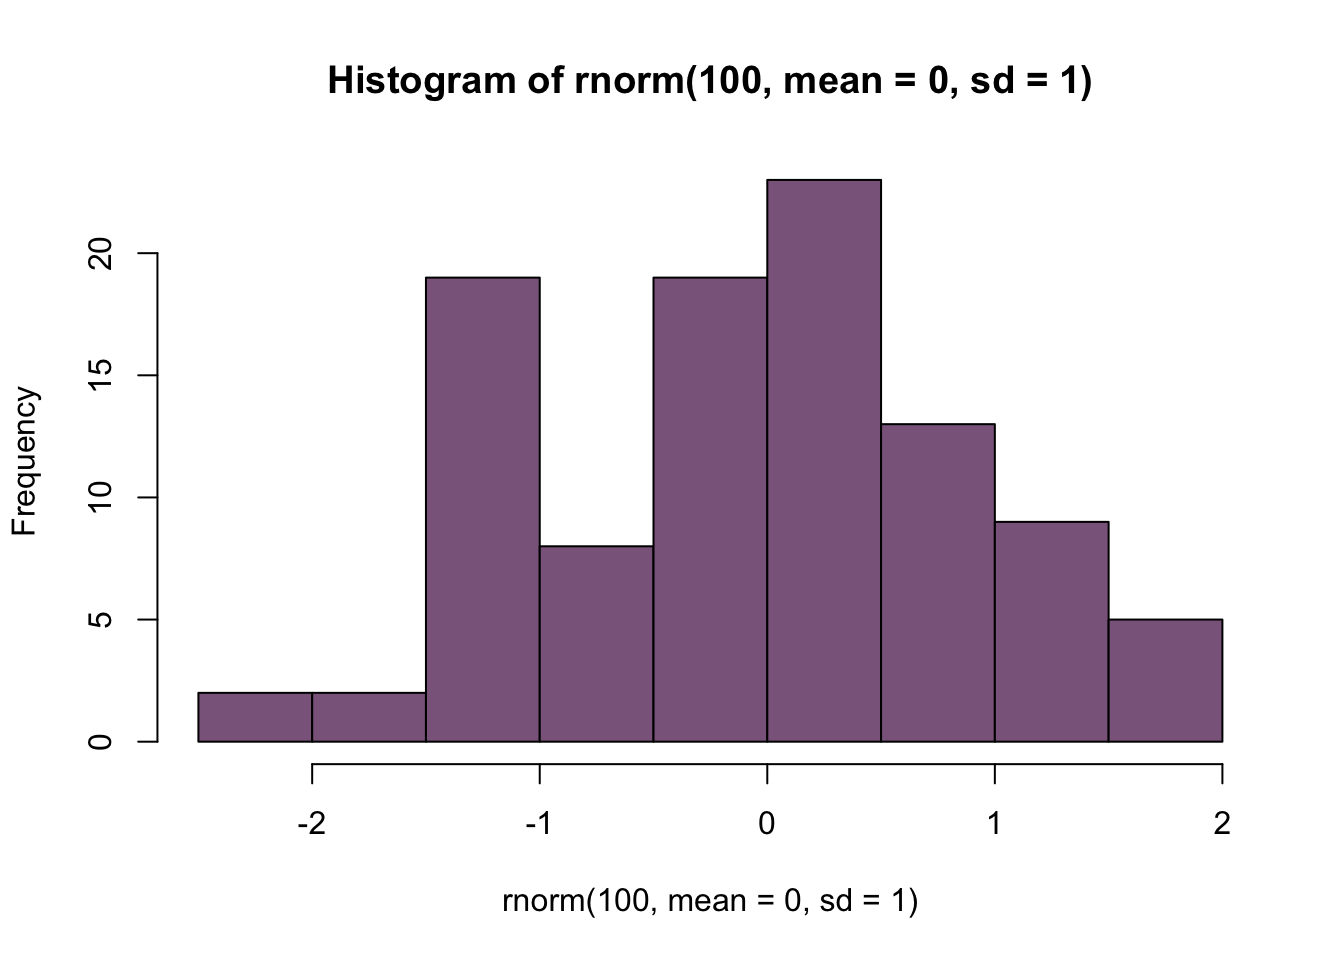 Histogram of rnorm(100, mean = 0, sd = 1)
Frequency
20
15
10
5
0
-2 -1 0 1 2
rnorm(100, mean = 0, sd = 1)